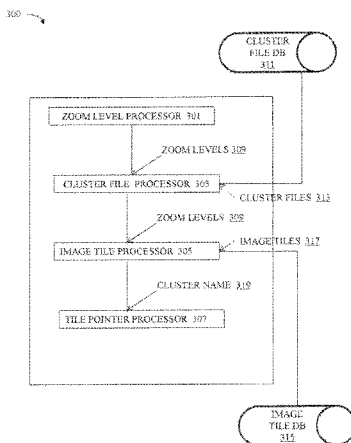 300
CLUSTER
FILE DB
311
ZOOM LEVEL PROCESSOR 301
ZOOM LEVELS 309
CLUSTER FILE PROCESSOR 303
CLUSTER FILES 313
ZOOM LEVELS 309
IMAGE TILES 317
IMAGE TILE PROCESSOR 305
CLUSTER NAME 319
TILE POINTER PROCESSOR 307
IMAGE
TILE DB
315